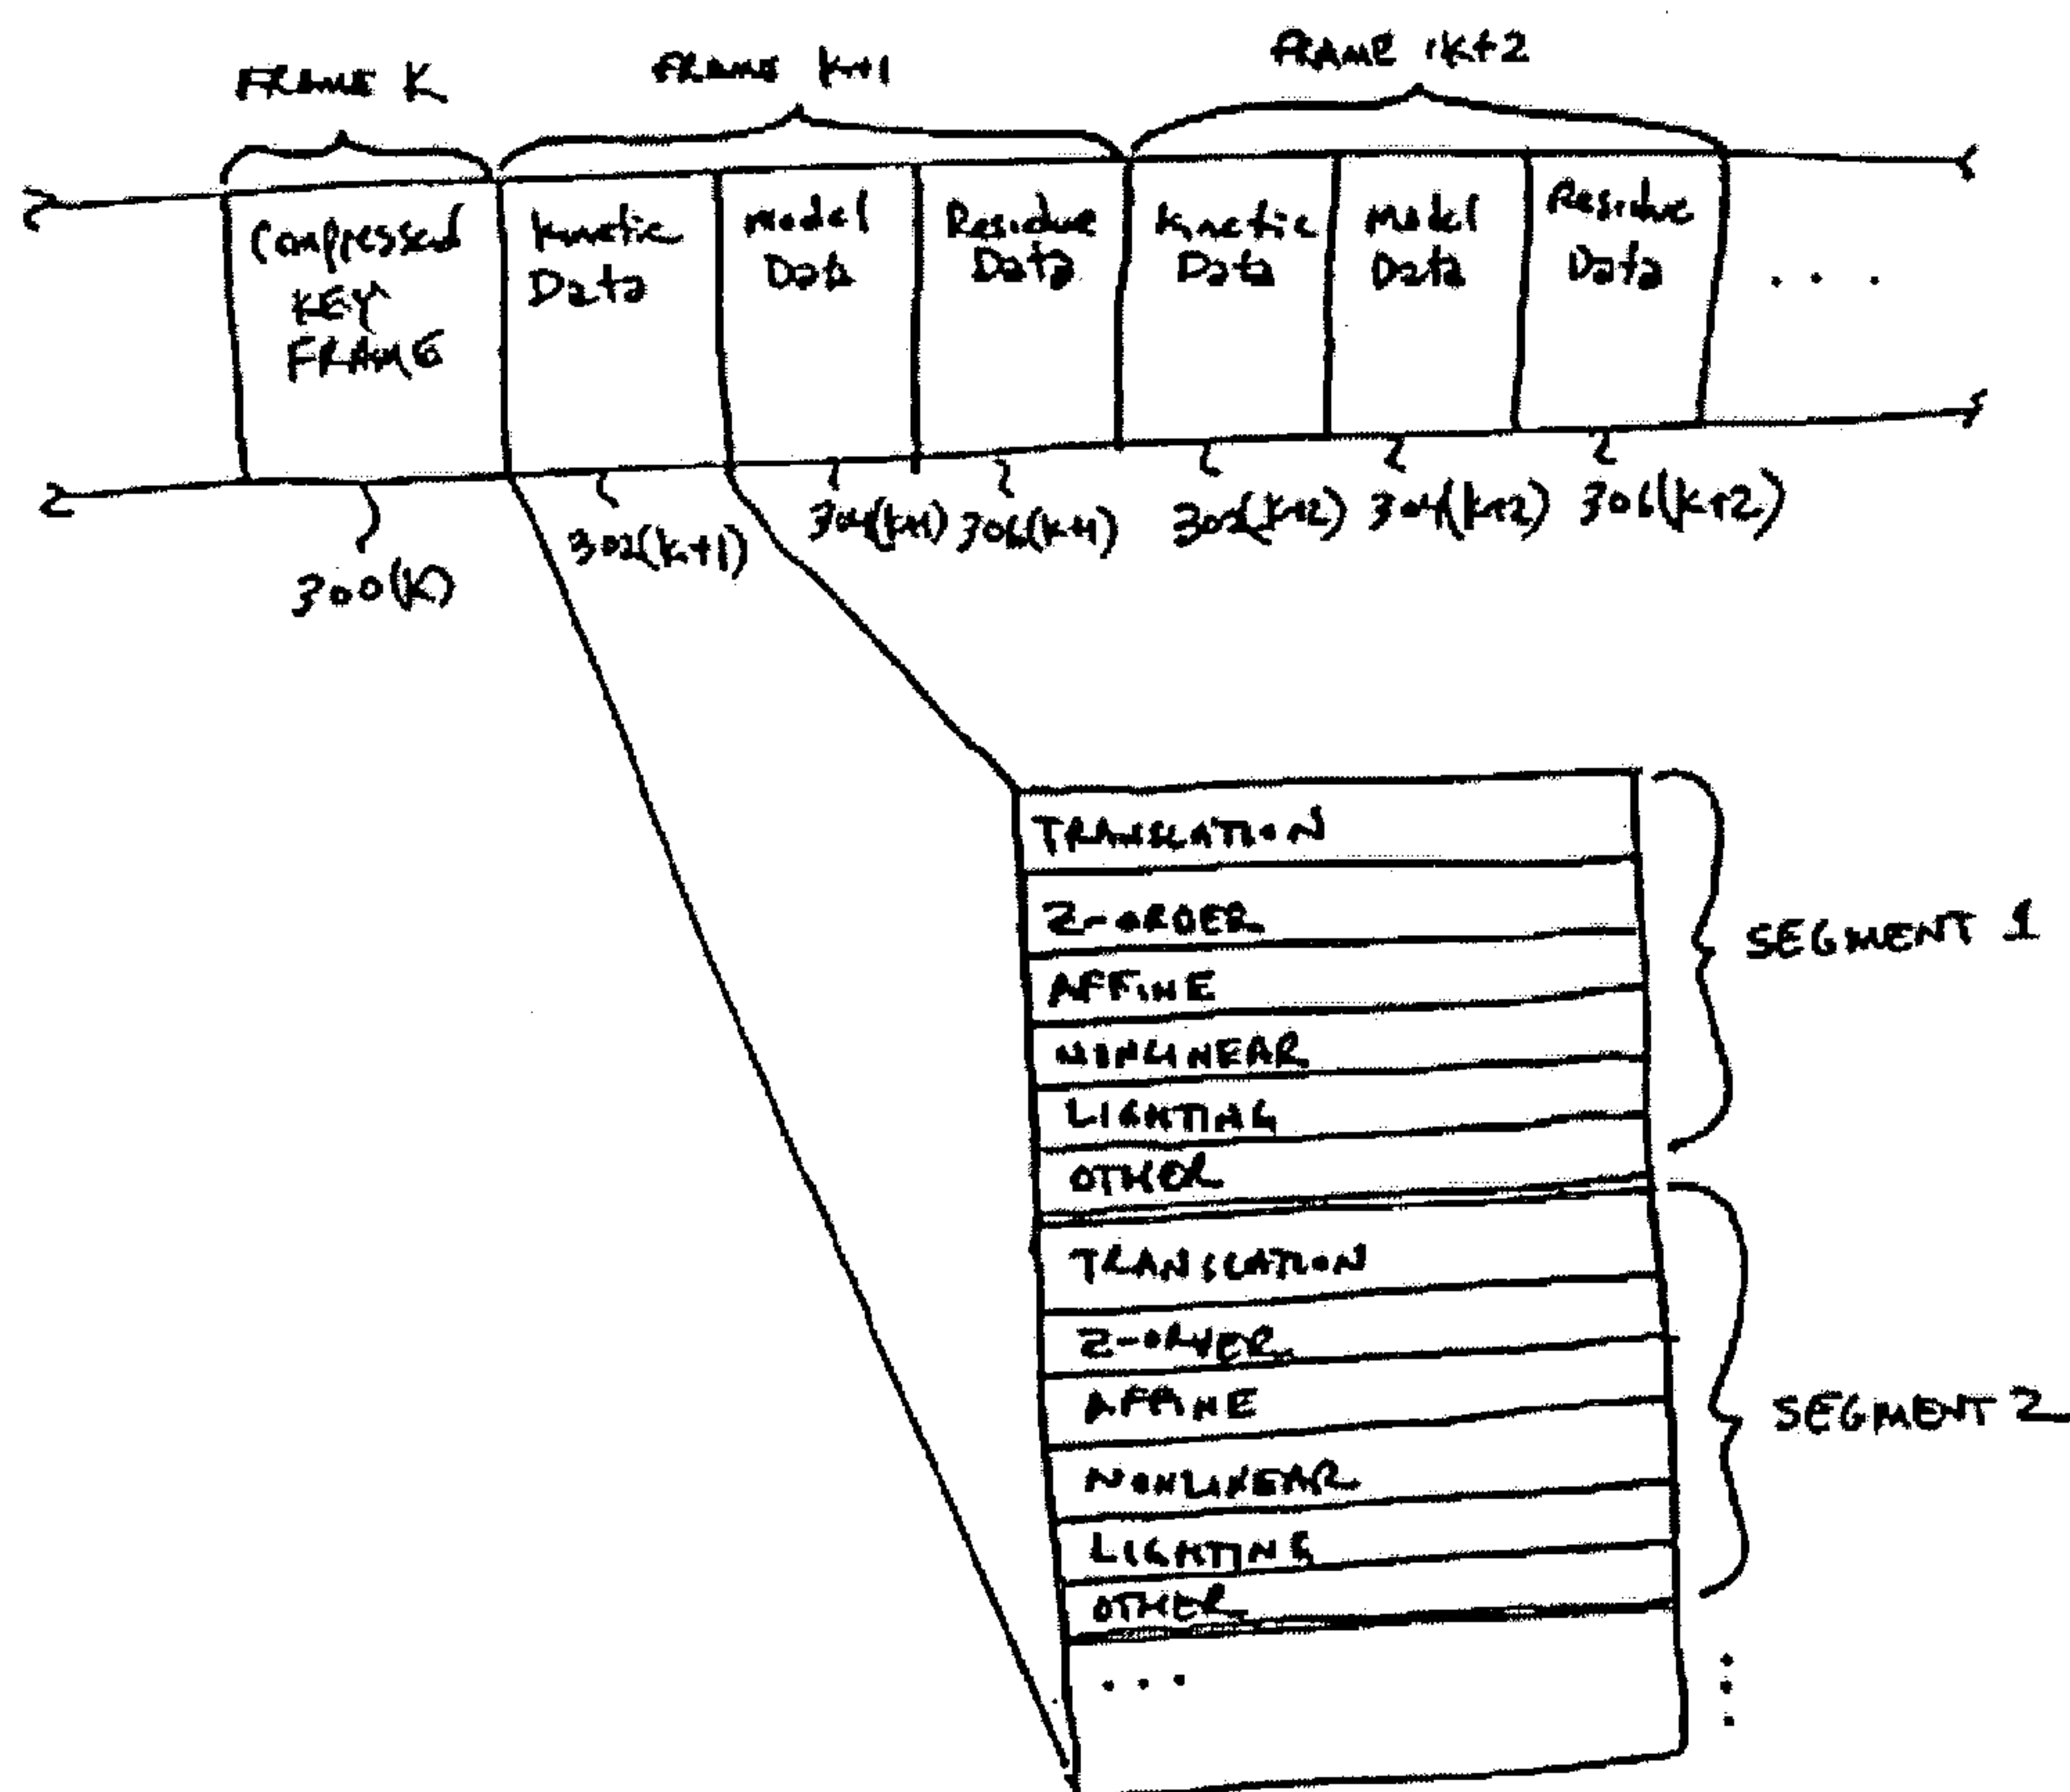 FRAME K
FRAME k+1
FRAME k+2
Compressed
KEY
FRAME
Kinetic
Data
Model
Data
Residue
Data
Kinetic
Data
Model
Data
Residue
Data
. . .
300(K)
302(k+1)
304(k+1)
306(k+1)
302(k+2)
304(k+2)
306(k+2)
TRANSLATION
Z-ORDER
AFFINE
NONLINEAR
LIGHTING
OTHER
SEGMENT 1
TRANSLATION
Z-ORDER
AFFINE
NONLINEAR
LIGHTING
OTHER
SEGMENT 2
. . .